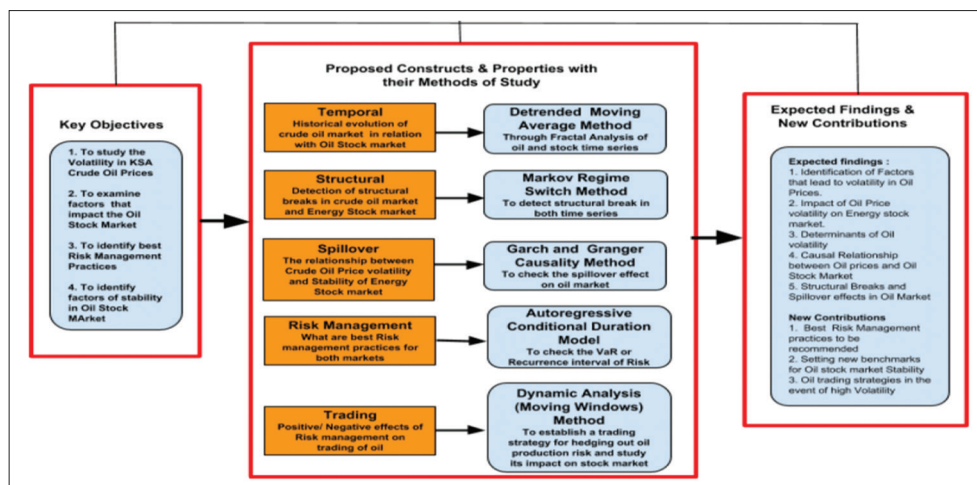 Key Objectives
1. To study the
Volatility in KSA
Crude Oil Prices
2. To examine
factors that
impact the Oil
Stock Market
3. To identify best
Risk Management
Practices
4. To identify
factors of stability
in Oil Stock
MArket
Proposed Constructs & Properties with
their Methods of Study
Temporal
Historical evolution of
crude oil market in relation
with Oil Stock market
Detrended Moving
Average Method
Through Fractal Analysis of
oil and stock time series
Structural
Detection of structural
breaks in crude oil market
and Energy Stock market
Markov Regime
Switch Method
To detect structural break in
both time series
Spillover
The relationship between
Crude Oil Price volatility
and Stability of Energy
Stock market
Garch and Granger
Causality Method
To check the spillover effect
on oil market
Risk Management
What are best Risk
management practices for
both markets
Autoregressive
Conditional Duration
Model
To check the VaR or
Recurrence interval of Risk
Trading
Positive/ Negative effects of
Risk management on
trading of oil
Dynamic Analysis
(Moving Windows)
Method
To establish a trading
strategy for hedging out oil
production risk and study
its impact on stock market
Expected Findings &
New Contributions
Expected findings :
1. Identification of Factors
that lead to volatility in Oil
Prices.
2. Impact of Oil Price
volatility on Energy stock
market.
3. Determinants of Oil
volatility
4. Causal Relationship
between Oil prices and Oil
Stock Market
5. Structural Breaks and
Spillover effects in Oil Market
New Contributions
1. Best Risk Management
practices to be
recommended
2. Setting new benchmarks
for Oil stock market Stability
3. Oil trading strategies in the
event of high Volatility